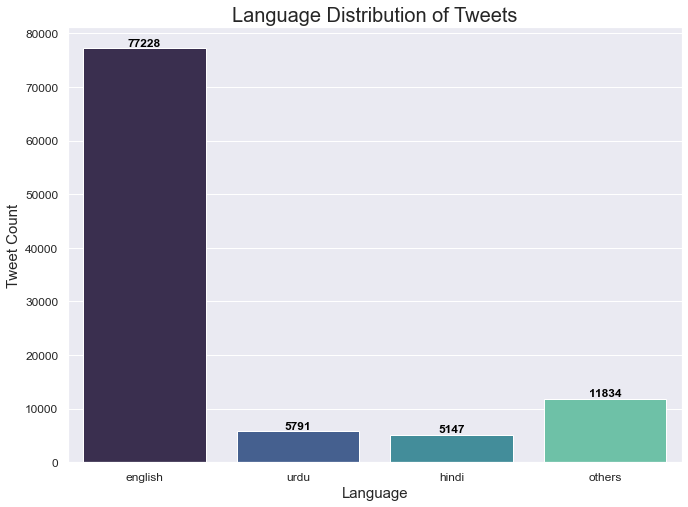 Language Distribution of Tweets
80000
70000
60000
50000
40000
30000
20000
10000
0
Tweet Count
77228
5791
5147
11834
english
urdu
hindi
others
Language